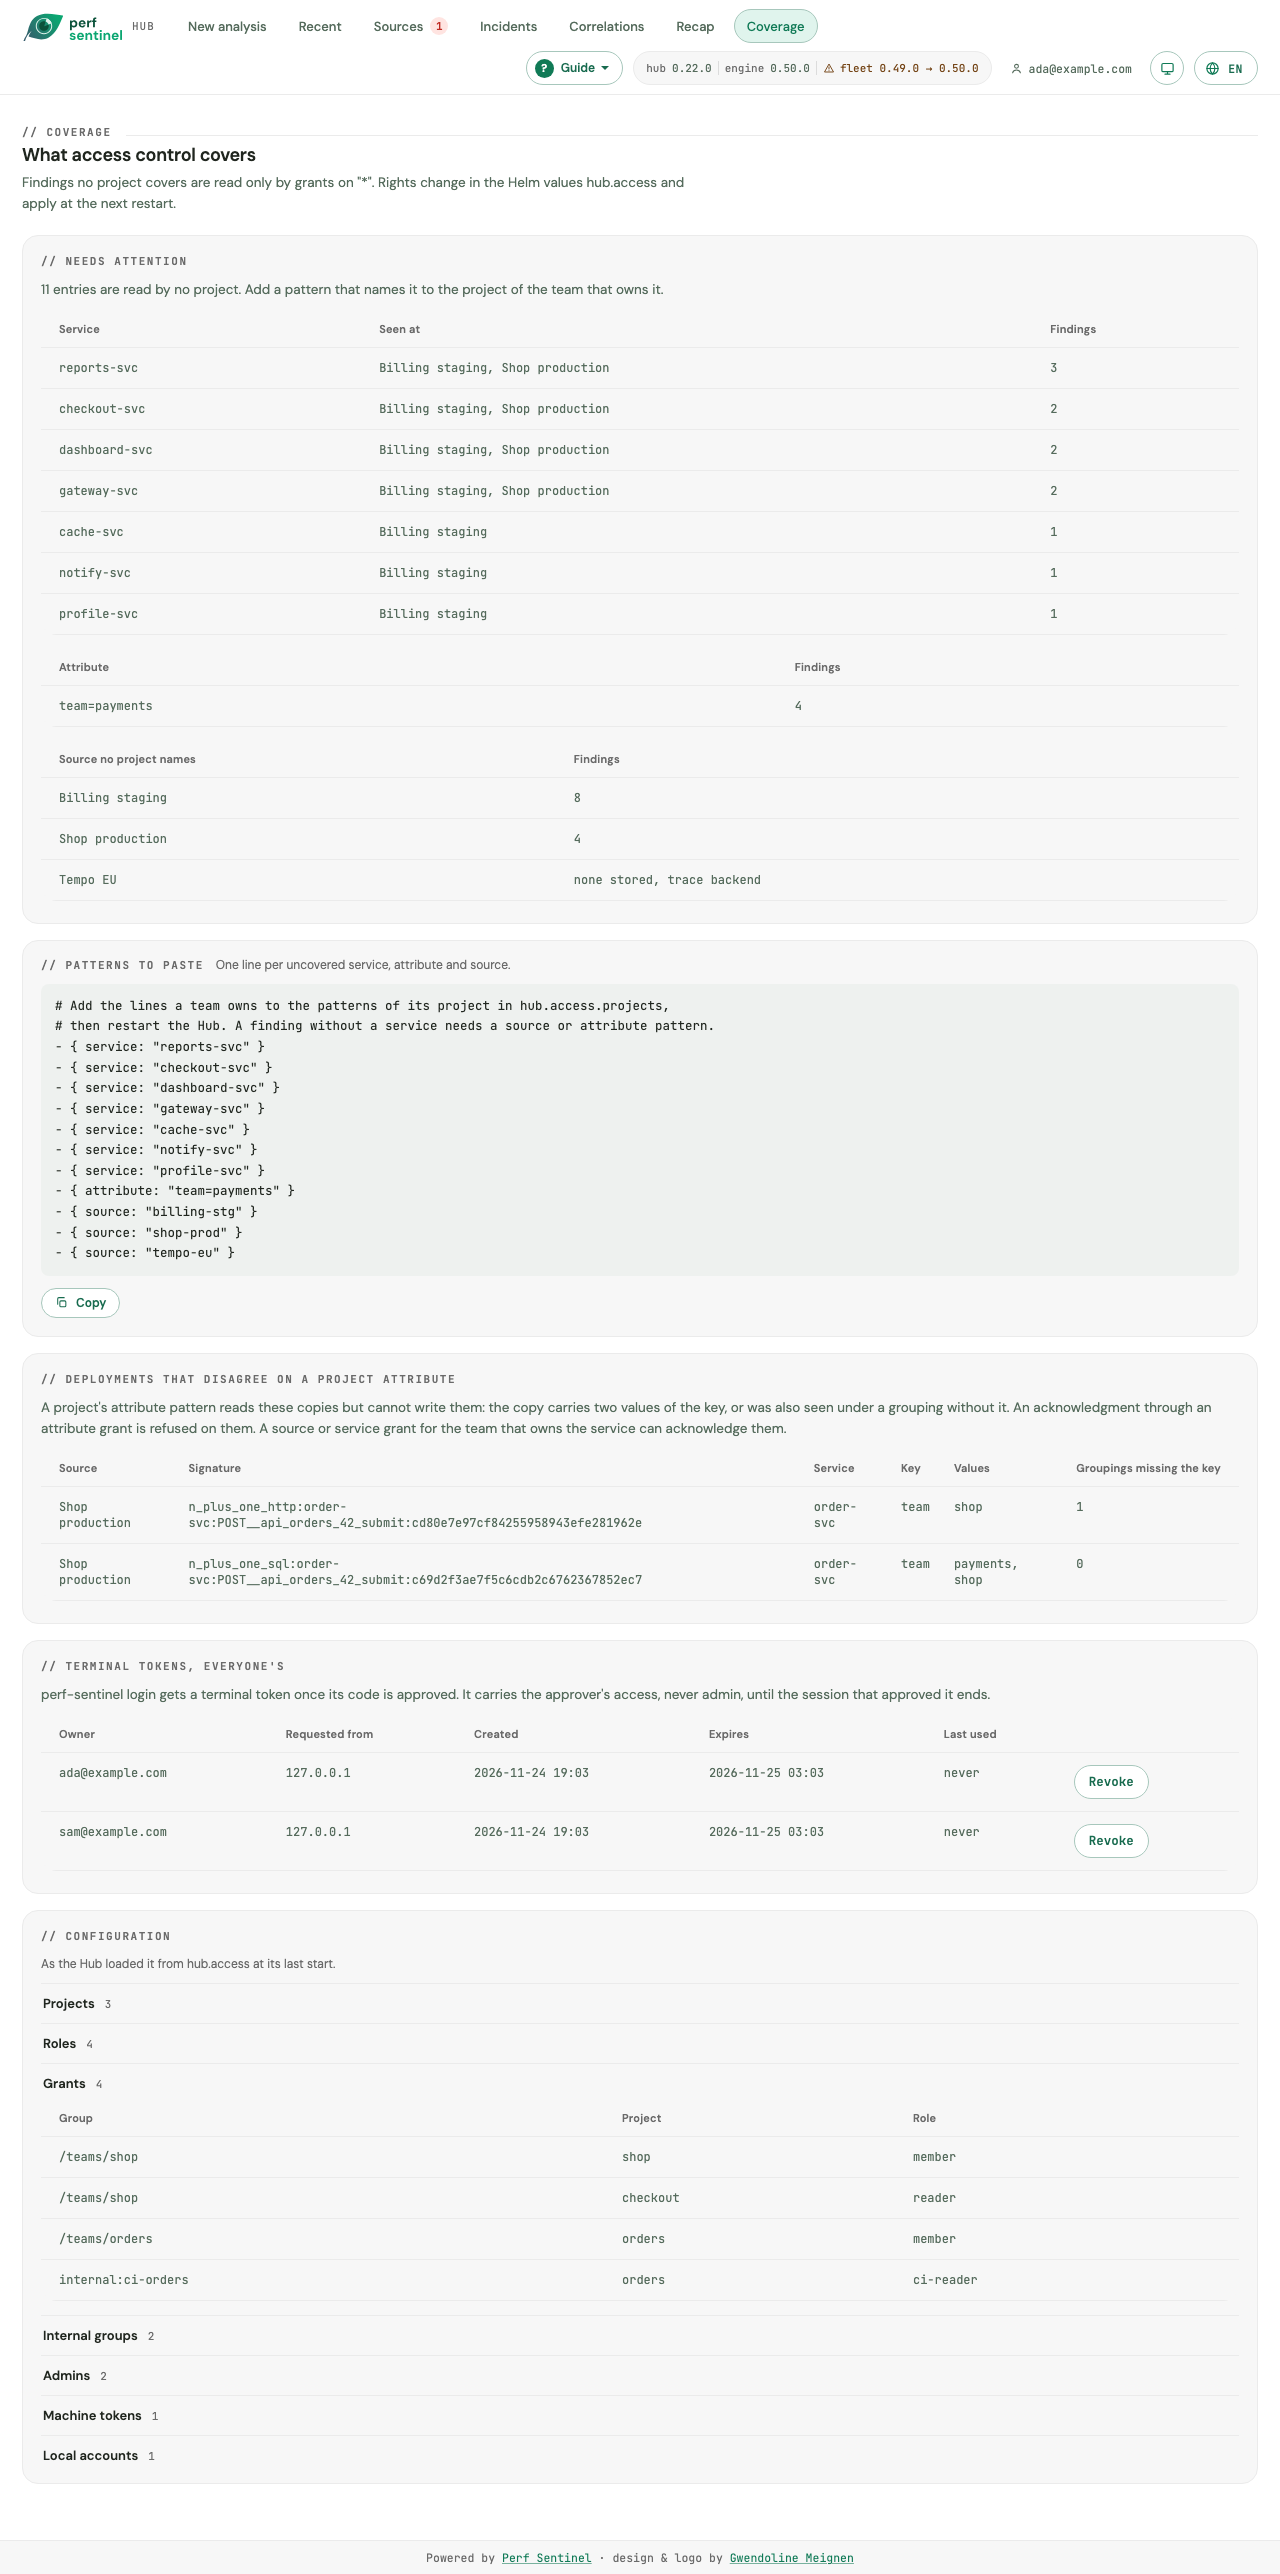 perf
sentinel HUB New analysis Recent Sources 1 Incidents Correlations Recap Coverage
? Guide hub 0.22.0 engine 0.50.0 fleet 0.49.0 → 0.50.0 ada@example.com EN
// COVERAGE
What access control covers
Findings no project covers are read only by grants on "*". Rights change in the Helm values hub.access and
apply at the next restart.
// NEEDS ATTENTION
11 entries are read by no project. Add a pattern that names it to the project of the team that owns it.
Service Seen at Findings
reports-svc Billing staging, Shop production 3
checkout-svc Billing staging, Shop production 2
dashboard-svc Billing staging, Shop production 2
gateway-svc Billing staging, Shop production 2
cache-svc Billing staging 1
notify-svc Billing staging 1
profile-svc Billing staging 1
Attribute Findings
team=payments 4
Source no project names Findings
Billing staging 8
Shop production 4
Tempo EU none stored, trace backend
// PATTERNS TO PASTE One line per uncovered service, attribute and source.
# Add the lines a team owns to the patterns of its project in hub.access.projects,
# then restart the Hub. A finding without a service needs a source or attribute pattern.
- { service: "reports-svc" }
- { service: "checkout-svc" }
- { service: "dashboard-svc" }
- { service: "gateway-svc" }
- { service: "cache-svc" }
- { service: "notify-svc" }
- { service: "profile-svc" }
- { attribute: "team=payments" }
- { source: "billing-stg" }
- { source: "shop-prod" }
- { source: "tempo-eu" }
Copy
// DEPLOYMENTS THAT DISAGREE ON A PROJECT ATTRIBUTE
A project's attribute pattern reads these copies but cannot write them: the copy carries two values of the key, or was also seen under a grouping without it. An acknowledgment through an
attribute grant is refused on them. A source or service grant for the team that owns the service can acknowledge them.
Source Signature Service Key Values Groupings missing the key
Shop n_plus_one_http:order- order- team shop 1
production svc:POST__api_orders_42_submit:cd80e7e97cf84255958943efe281962e svc
Shop n_plus_one_sql:order- order- team payments, 0
production svc:POST__api_orders_42_submit:c69d2f3ae7f5c6cdb2c6762367852ec7 svc shop
// TERMINAL TOKENS, EVERYONE'S
perf-sentinel login gets a terminal token once its code is approved. It carries the approver's access, never admin, until the session that approved it ends.
Owner Requested from Created Expires Last used
ada@example.com 127.0.0.1 2026-11-24 19:03 2026-11-25 03:03 never Revoke
sam@example.com 127.0.0.1 2026-11-24 19:03 2026-11-25 03:03 never Revoke
// CONFIGURATION
As the Hub loaded it from hub.access at its last start.
Projects 3
Roles 4
Grants 4
Group Project Role
/teams/shop shop member
/teams/shop checkout reader
/teams/orders orders member
internal:ci-orders orders ci-reader
Internal groups 2
Admins 2
Machine tokens 1
Local accounts 1
Powered by Perf Sentinel · design & logo by Gwendoline Meignen